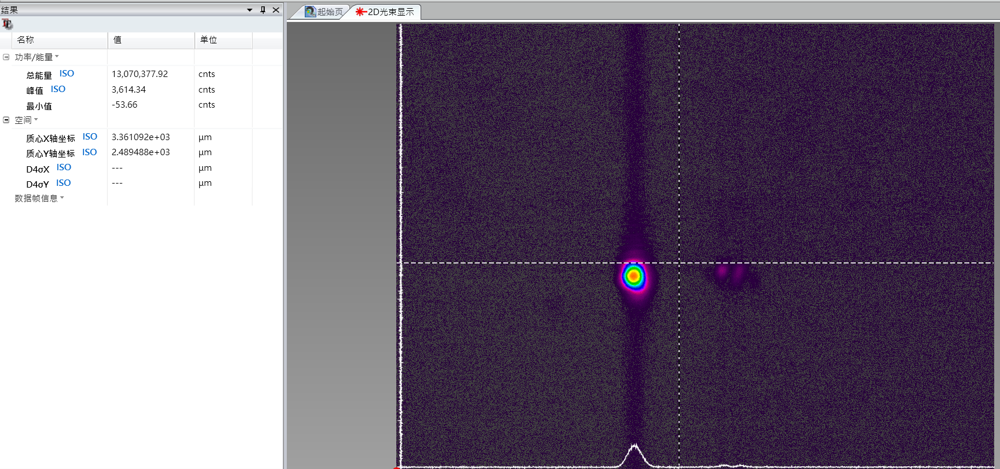 结果
起始页
2D光束显示
名称 值 单位
功率/能量
总能量 ISO 13,070,377.92 cnts
峰值 ISO 3,614.34 cnts
最小值 -53.66 cnts
空间
质心X轴坐标 ISO 3.361092e+03 μm
质心Y轴坐标 ISO 2.489488e+03 μm
D4σX ISO --- μm
D4σY ISO --- μm
数据帧信息